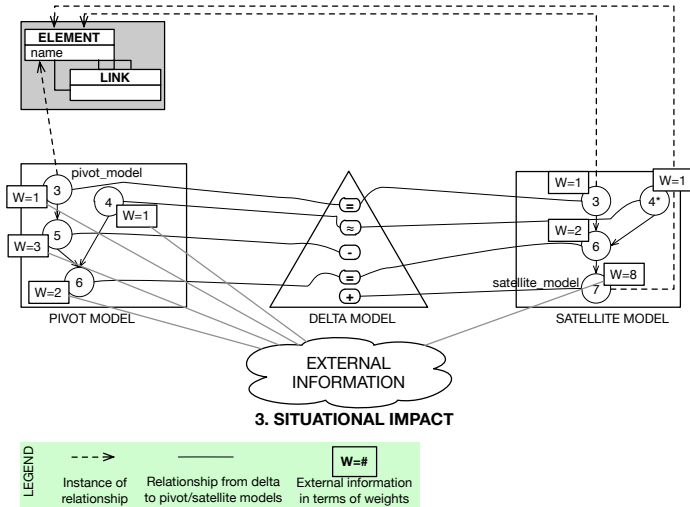 ELEMENT
name
LINK
pivot_model
W=1
3
4
W=1
5
W=3
6
W=2
PIVOT MODEL
=
≈
-
=
+
DELTA MODEL
W=1
W=1
3
4*
W=2
6
W=8
satellite_model
7
SATELLITE MODEL
EXTERNAL
INFORMATION
3. SITUATIONAL IMPACT
LEGEND
Instance of
relationship
Relationship from delta
to pivot/satellite models
W=#
External information
in terms of weights